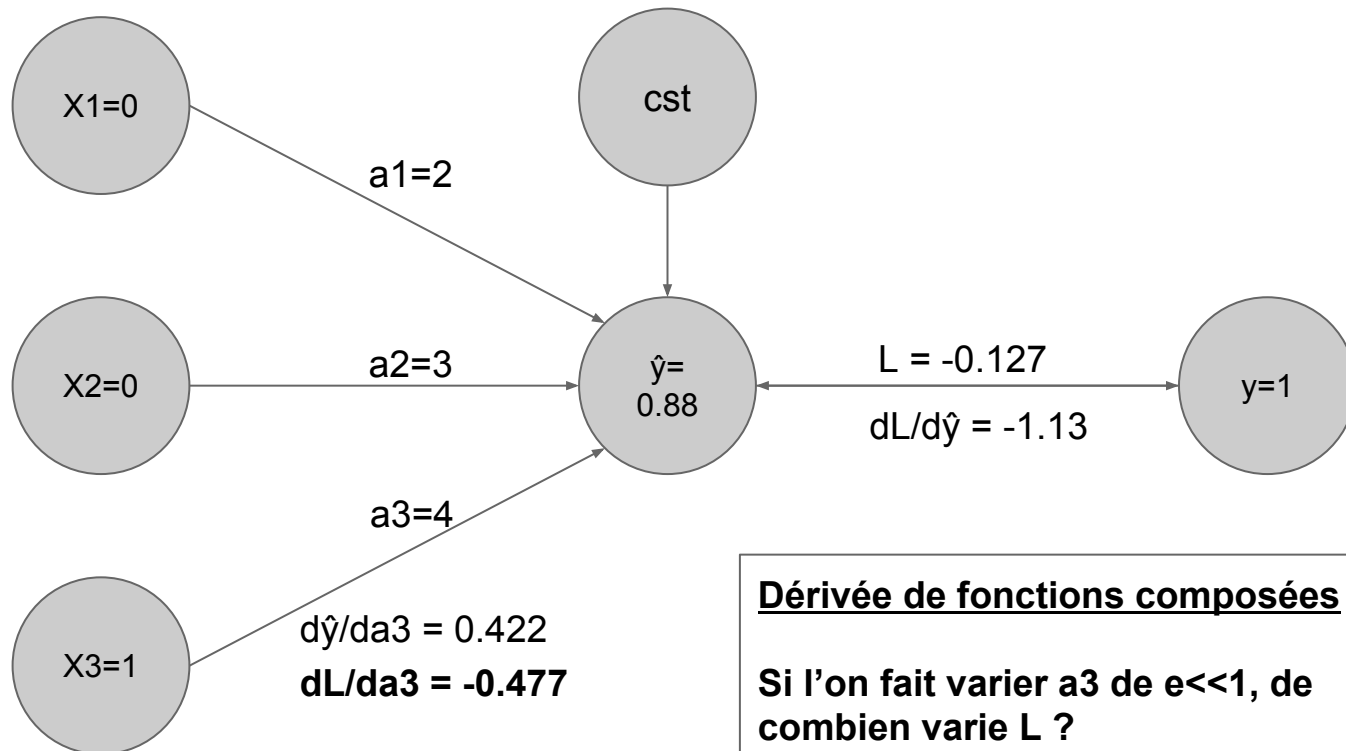 X1=0
cst
a1=2
X2=0
a2=3
ŷ=
0.88
L = -0.127
dL/dŷ = -1.13
y=1
a3=4
X3=1
dŷ/da3 = 0.422
dL/da3 = -0.477
Dérivée de fonctions composées
Si l’on fait varier a3 de e<<1, de
combien varie L ?